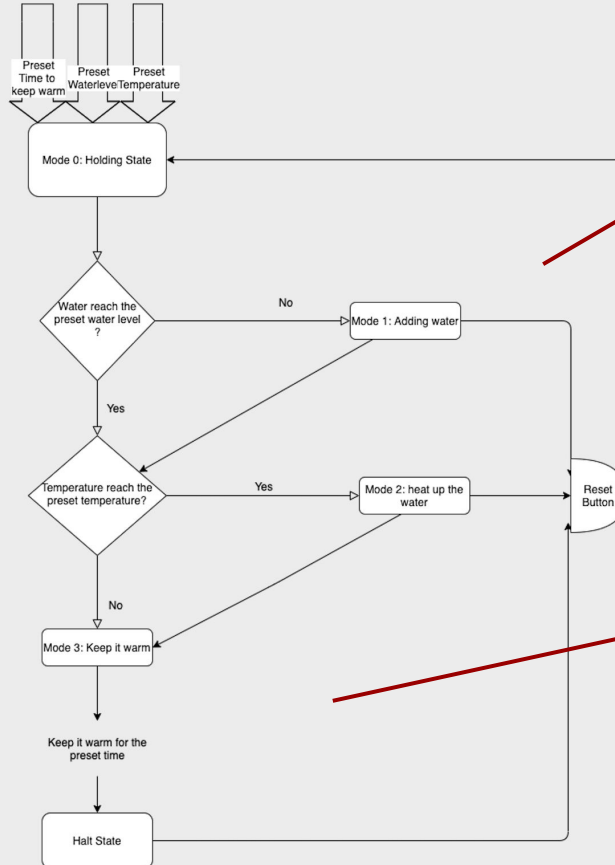 Preset
Time to
keep warm
Preset
Waterlevel
Preset
Temperature
Mode 0: Holding State
Water reach the
preset water level
?
No
Mode 1: Adding water
Yes
Temperature reach the
preset temperature?
Yes
Mode 2: heat up the
water
Reset
Button
No
Mode 3: Keep it warm
Keep it warm for the
preset time
Halt State